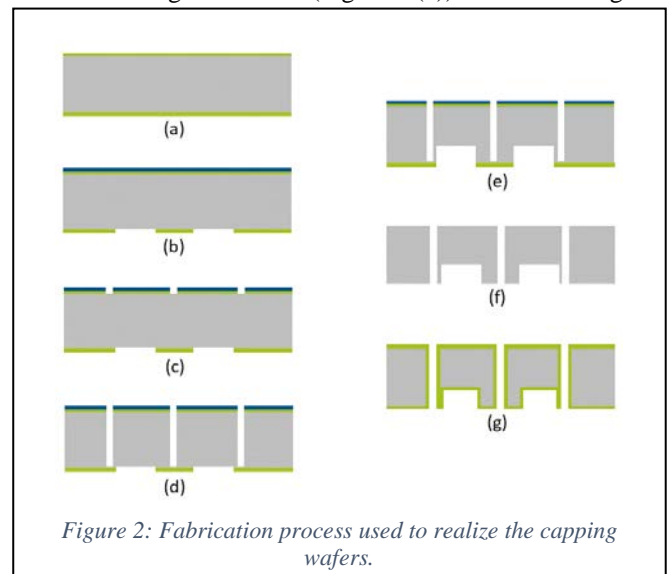 (a)
(b)
(c)
(d)
(e)
(f)
(g)
Figure 2: Fabrication process used to realize the capping
wafers.